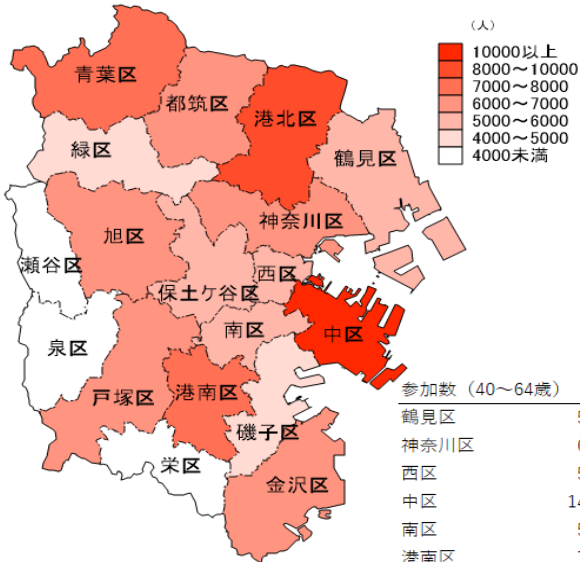 （人）
10000以上
8000～10000
7000～8000
6000～7000
5000～6000
4000～5000
4000未満
青葉区
都筑区
港北区
緑区
鶴見区
神奈川区
旭区
瀬谷区
西区
保土ケ谷区
中区
南区
泉区
戸塚区
港南区
磯子区
栄区
金沢区
参加数（40～64歳）
鶴見区
神奈川区
西区
中区 14
南区
港南区